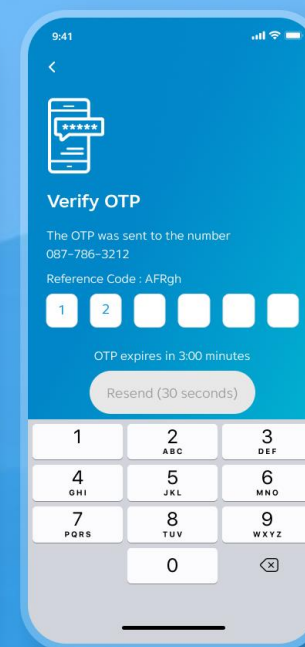 9:41
*****
Verify OTP
The OTP was sent to the number
087-786-3212
Reference Code : AFRgh
1 2
OTP expires in 3:00 minutes
Resend (30 seconds)
1 2 3
ABC DEF
4 5 6
GHI JKL MNO
7 8 9
PQRS TUV WXYZ
0